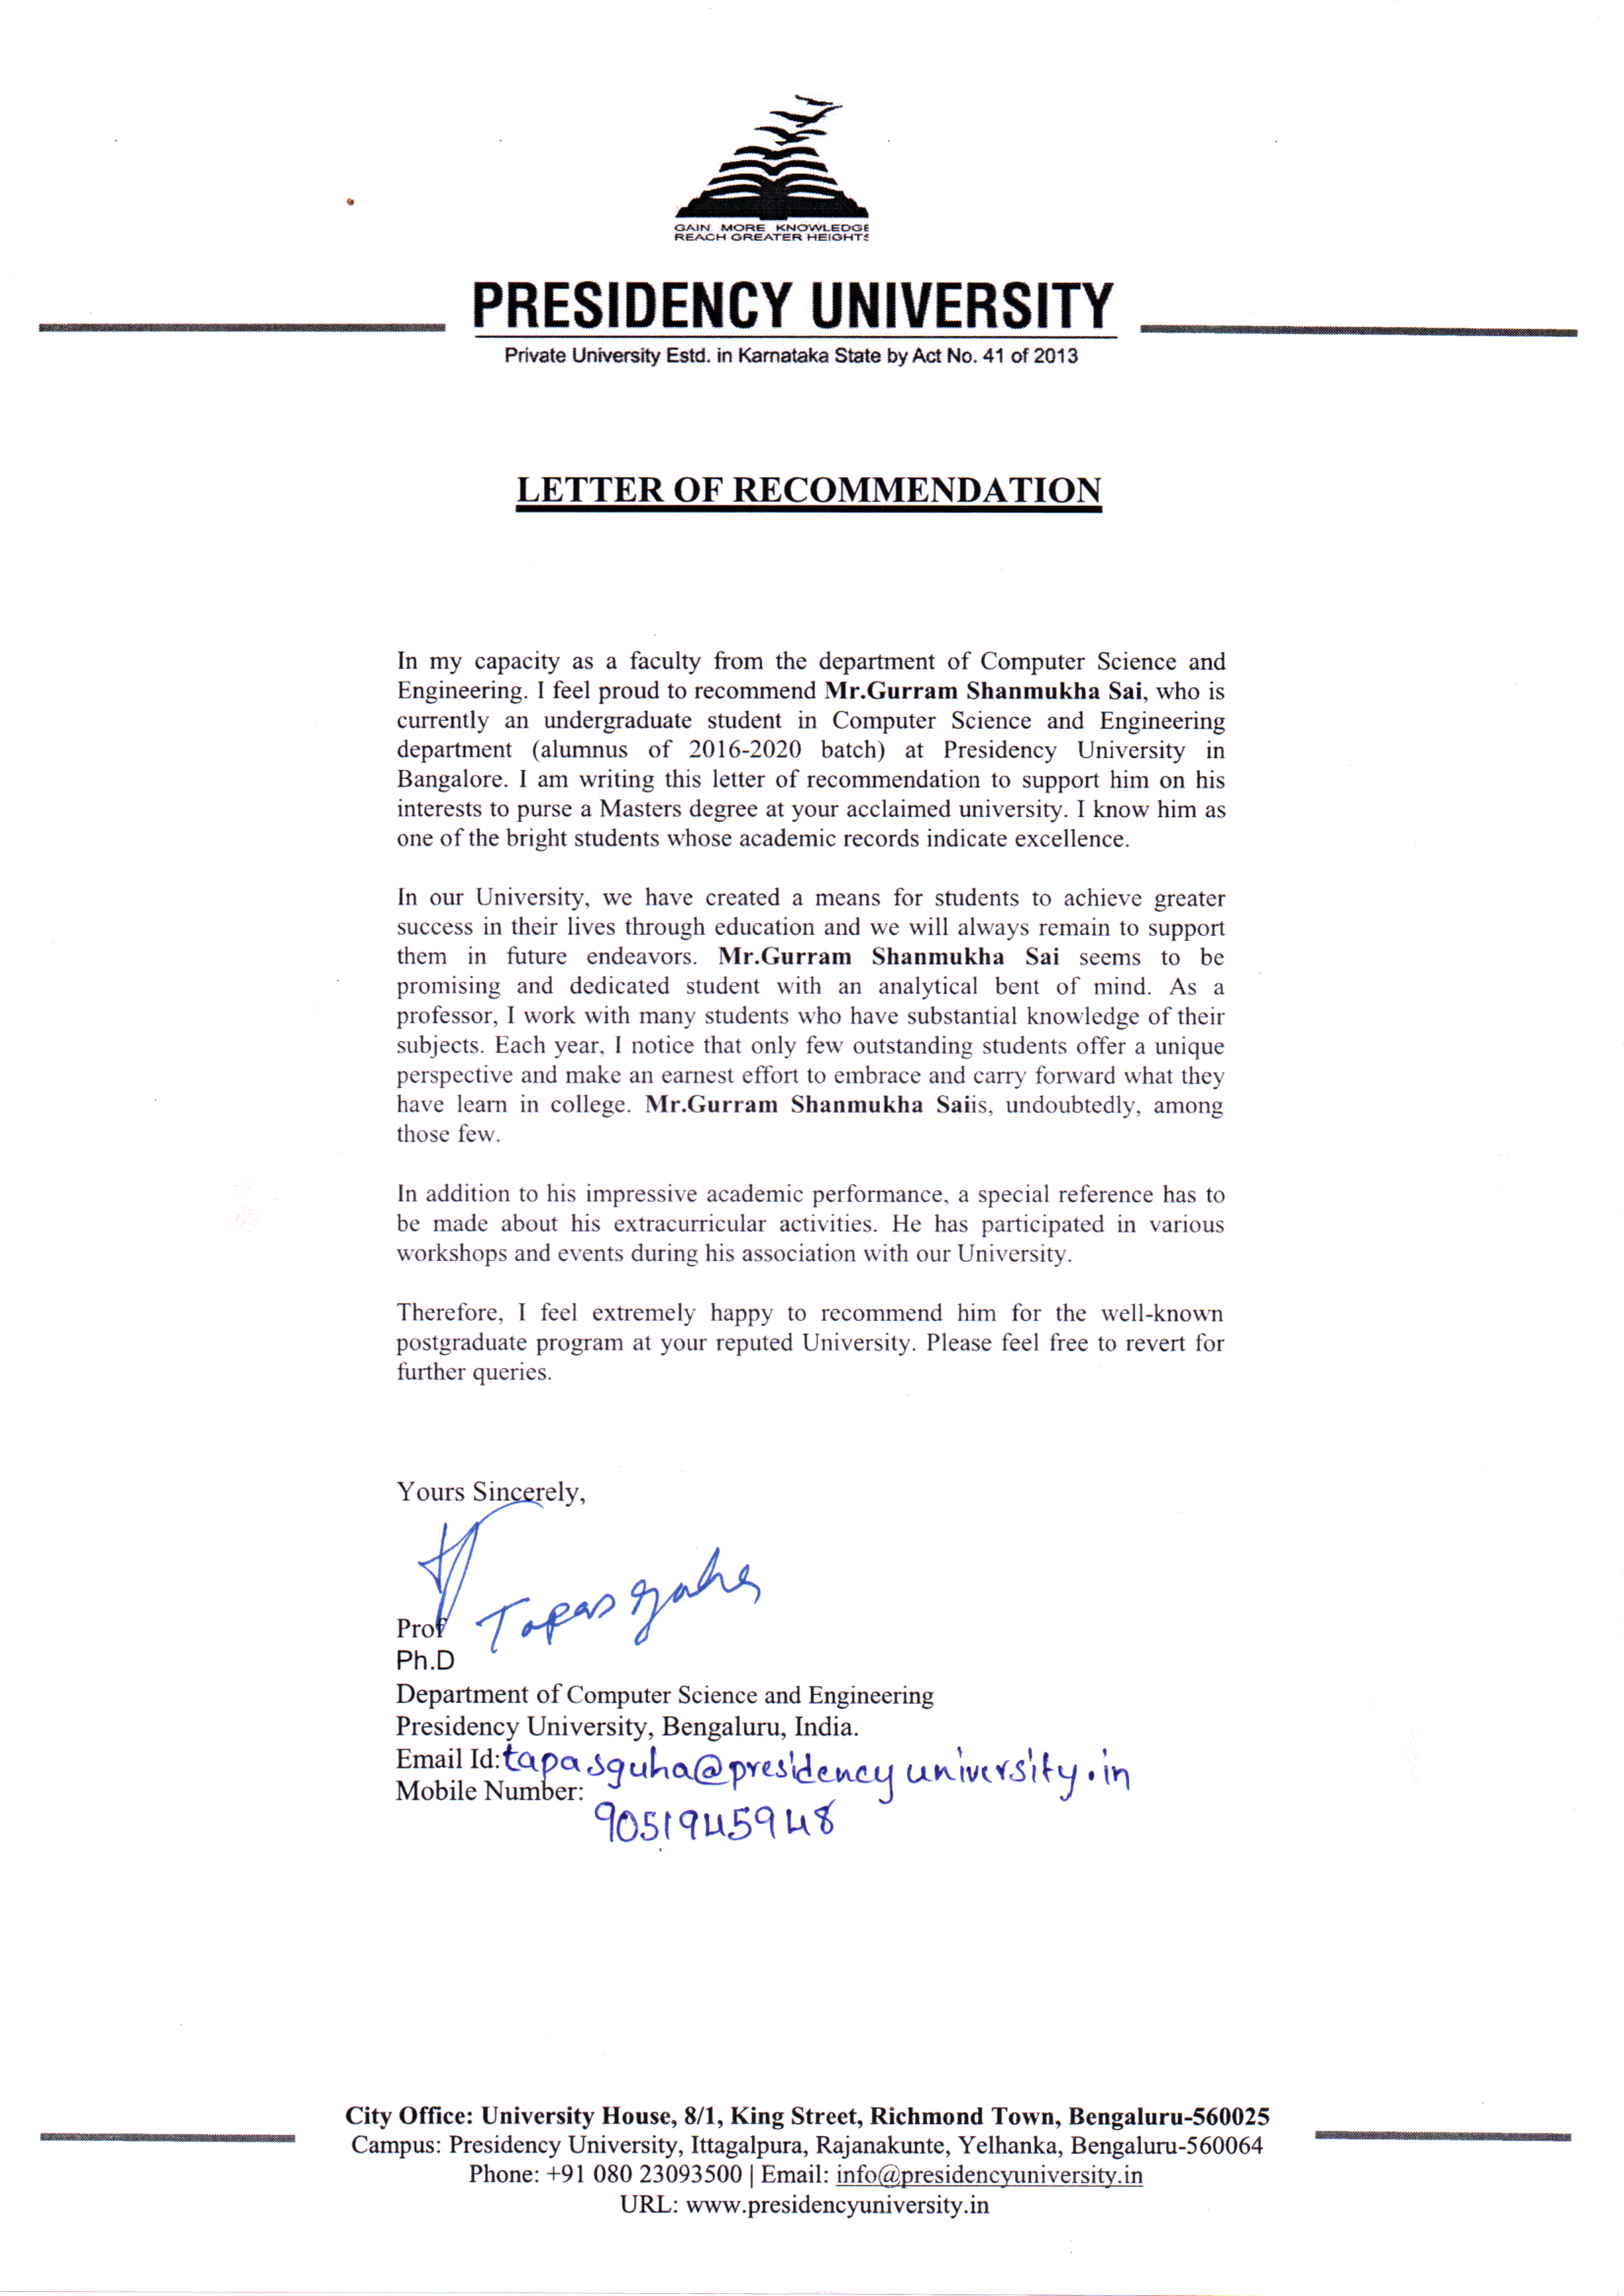 GAIN MORE KNOWLEDGE
REACH GREATER HEIGHTS
PRESIDENCY UNIVERSITY
Private University Estd. in Karnataka State by Act No. 41 of 2013
LETTER OF RECOMMENDATION
In my capacity as a faculty from the department of Computer Science and
Engineering. I feel proud to recommend Mr.Gurram Shanmukha Sai, who is
currently an undergraduate student in Computer Science and Engineering
department (alumnus of 2016-2020 batch) at Presidency University in
Bangalore. I am writing this letter of recommendation to support him on his
interests to purse a Masters degree at your acclaimed university. I know him as
one of the bright students whose academic records indicate excellence.
In our University, we have created a means for students to achieve greater
success in their lives through education and we will always remain to support
them in future endeavors. Mr.Gurram Shanmukha Sai seems to be
promising and dedicated student with an analytical bent of mind. As a
professor, I work with many students who have substantial knowledge of their
subjects. Each year, I notice that only few outstanding students offer a unique
perspective and make an earnest effort to embrace and carry forward what they
have learn in college. Mr.Gurram Shanmukha Saiis, undoubtedly, among
those few.
In addition to his impressive academic performance, a special reference has to
be made about his extracurricular activities. He has participated in various
workshops and events during his association with our University.
Therefore, I feel extremely happy to recommend him for the well-known
postgraduate program at your reputed University. Please feel free to revert for
further queries.
Yours Sincerely,
Prof Tapas Guha
Ph.D
Department of Computer Science and Engineering
Presidency University, Bengaluru, India.
Email Id:tapasguha@presidencyuniversity.in
Mobile Number:
9051945948
City Office: University House, 8/1, King Street, Richmond Town, Bengaluru-560025
Campus: Presidency University, Ittagalpura, Rajanakunte, Yelhanka, Bengaluru-560064
Phone: +91 080 23093500 | Email: info@presidencyuniversity.in
URL: www.presidencyuniversity.in